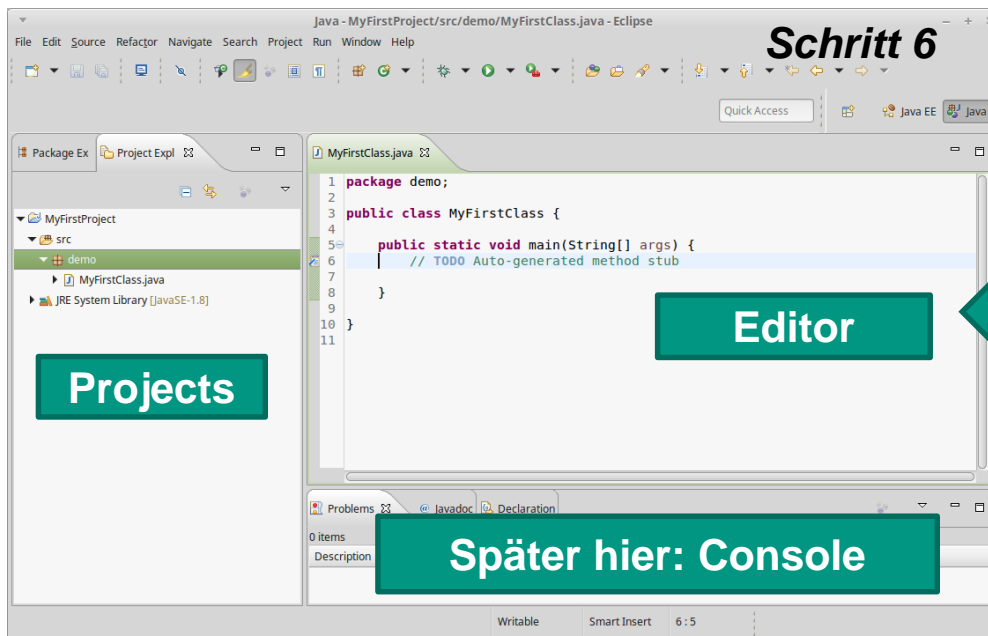 Java - MyFirstProject/src/demo/MyFirstClass.java - Eclipse
Schritt 6
File Edit Source Refactor Navigate Search Project Run Window Help
Quick Access
Java EE
Java
Package Ex
Project Expl
MyFirstClass.java
MyFirstProject
src
demo
MyFirstClass.java
JRE System Library [JavaSE-1.8]
Projects
1 package demo;
2
3 public class MyFirstClass {
4
5 public static void main(String[] args) {
6 // TODO Auto-generated method stub
7
8 }
9
10 }
11
Editor
Problems
@ Javadoc
Declaration
0 items
Description
Später hier: Console
Writable
Smart Insert
6 : 5